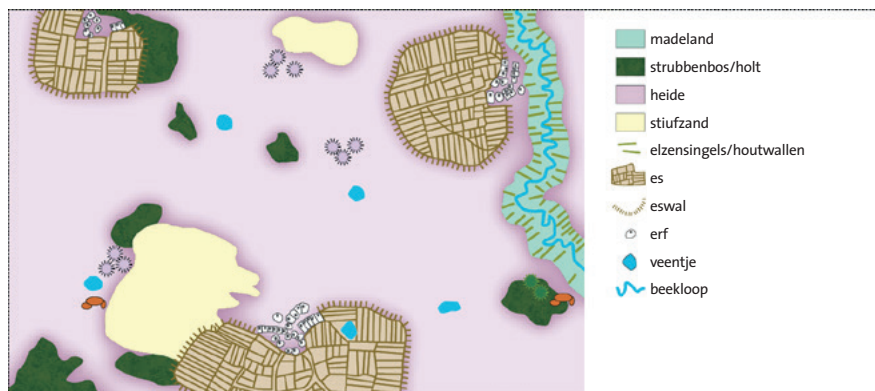 madeland
strubbenbos/holt
heide
stiufzand
elzensingels/houtwallen
es
eswal
erf
veentje
beekloop